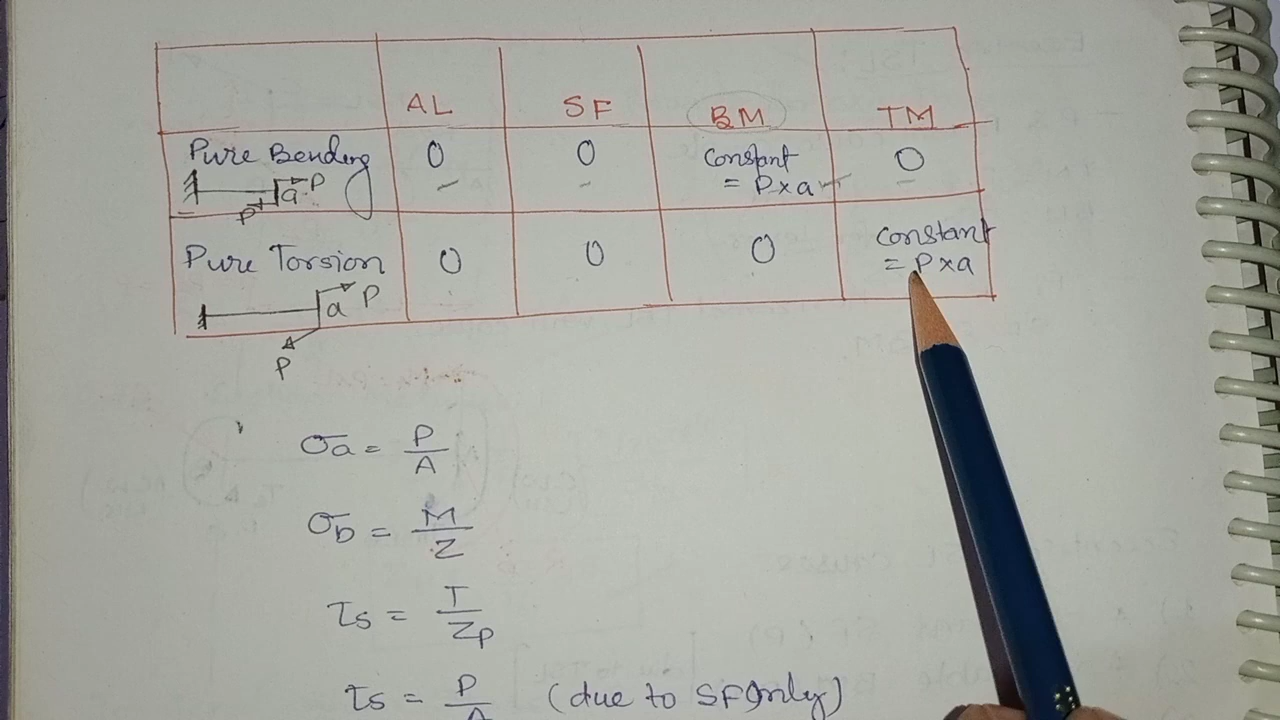 AL SF BM TM
Pure Bending 0 0 constant 0
= P x a
P
a
P
Pure Torsion 0 0 0 constant
= P x a
P
a
P
σa = P/A
σb = M/Z
τs = T/Zp
τs = P/A (due to SF only)